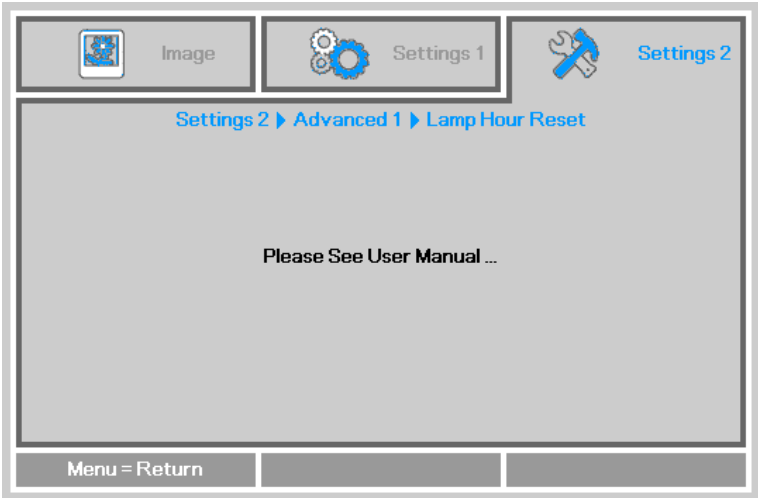 Image
Settings 1
Settings 2
Settings 2 ▶ Advanced 1 ▶ Lamp Hour Reset
Please See User Manual ...
Menu = Return